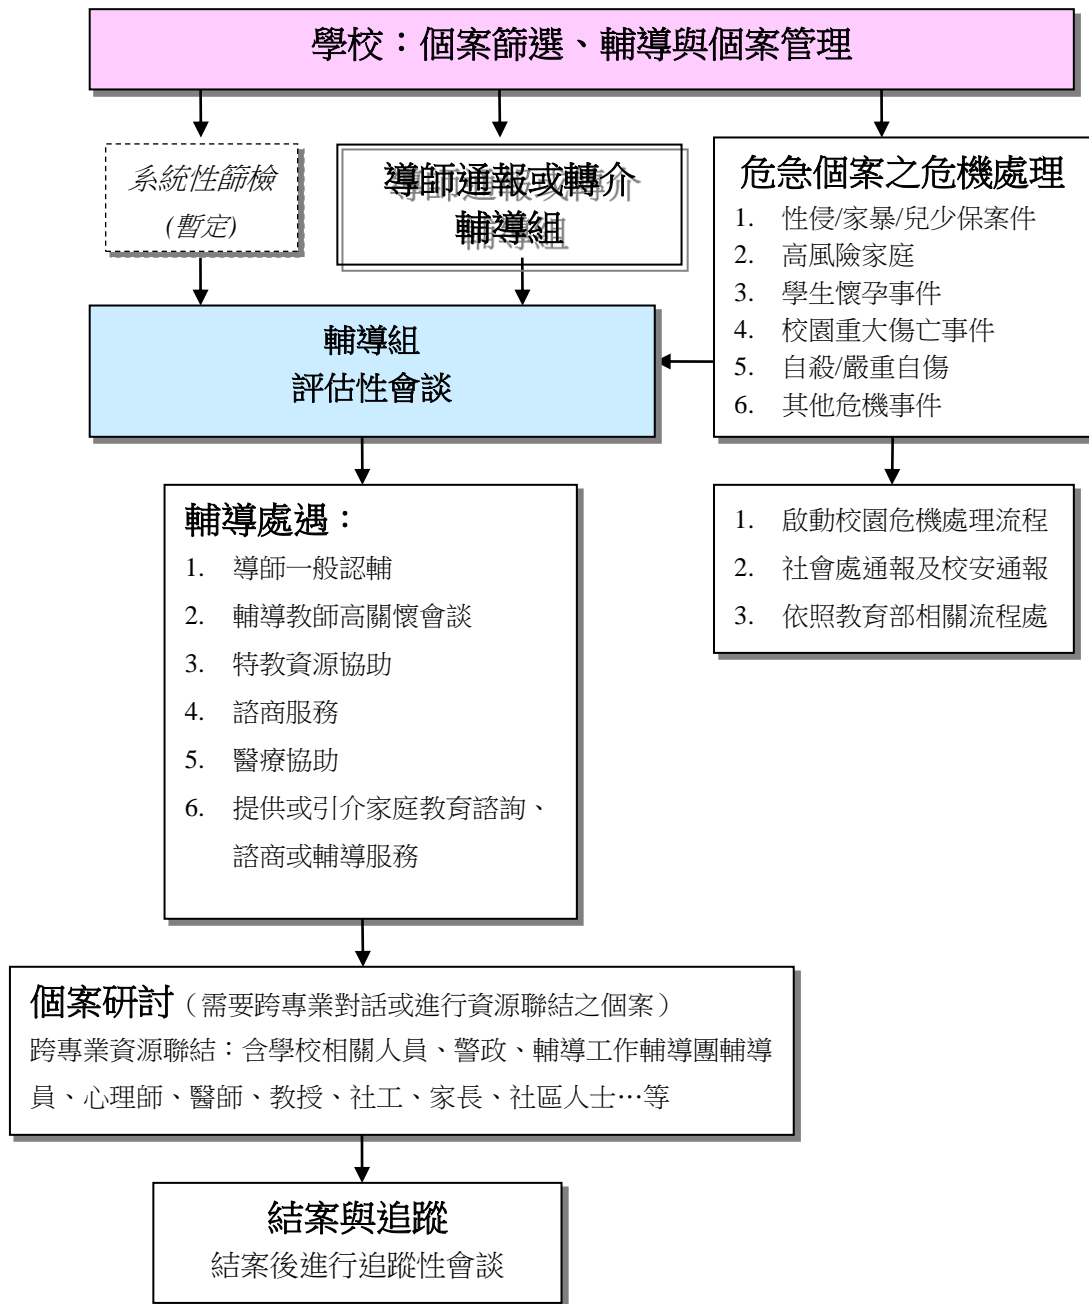 學校：個案篩選、輔導與個案管理
系統性篩檢
(暫定)
導師通報或轉介
輔導組
危急個案之危機處理
1. 性侵/家暴/兒少保案件
2. 高風險家庭
3. 學生懷孕事件
4. 校園重大傷亡事件
5. 自殺/嚴重自傷
6. 其他危機事件
輔導組
評估性會談
輔導處遇：
1. 導師一般認輔
2. 輔導教師高關懷會談
3. 特教資源協助
4. 諮商服務
5. 醫療協助
6. 提供或引介家庭教育諮詢、
諮商或輔導服務
1. 啟動校園危機處理流程
2. 社會處通報及校安通報
3. 依照教育部相關流程處
個案研討（需要跨專業對話或進行資源聯結之個案）
跨專業資源聯結：含學校相關人員、警政、輔導工作輔導團輔導
員、心理師、醫師、教授、社工、家長、社區人士…等
結案與追蹤
結案後進行追蹤性會談